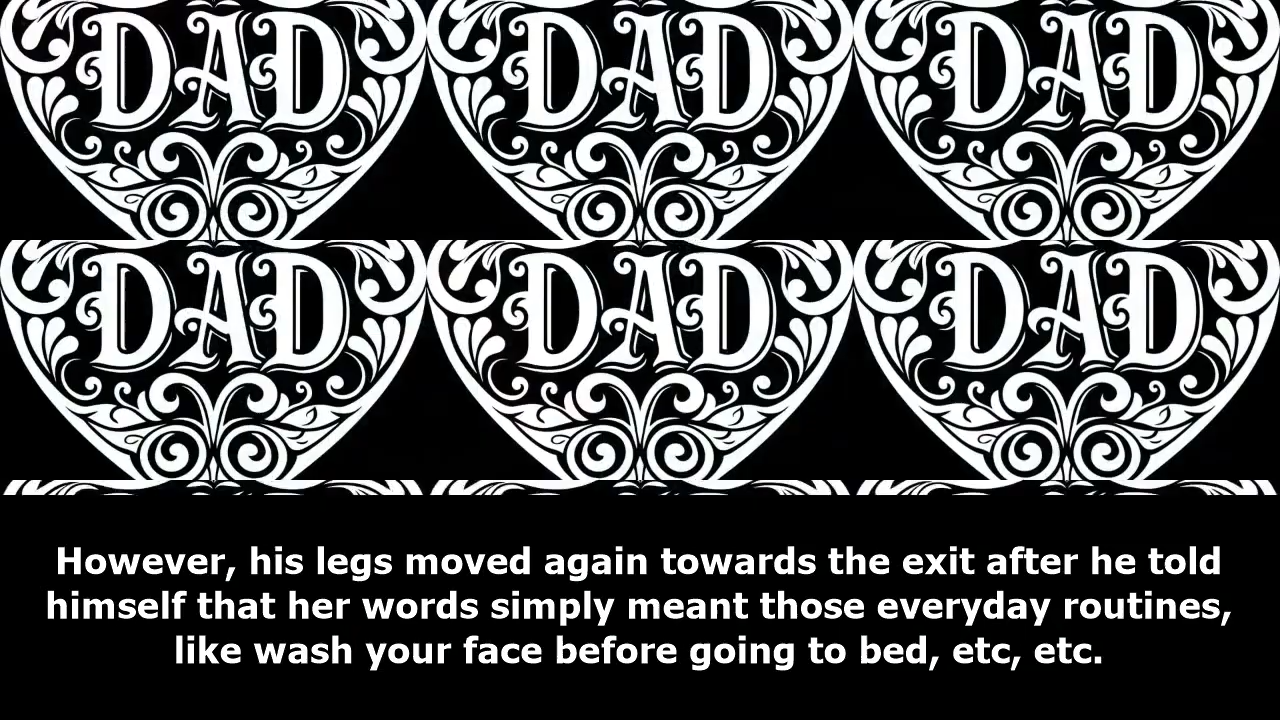 DAD DAD DAD
DAD DAD DAD
However, his legs moved again towards the exit after he told
himself that her words simply meant those everyday routines,
like wash your face before going to bed, etc, etc.